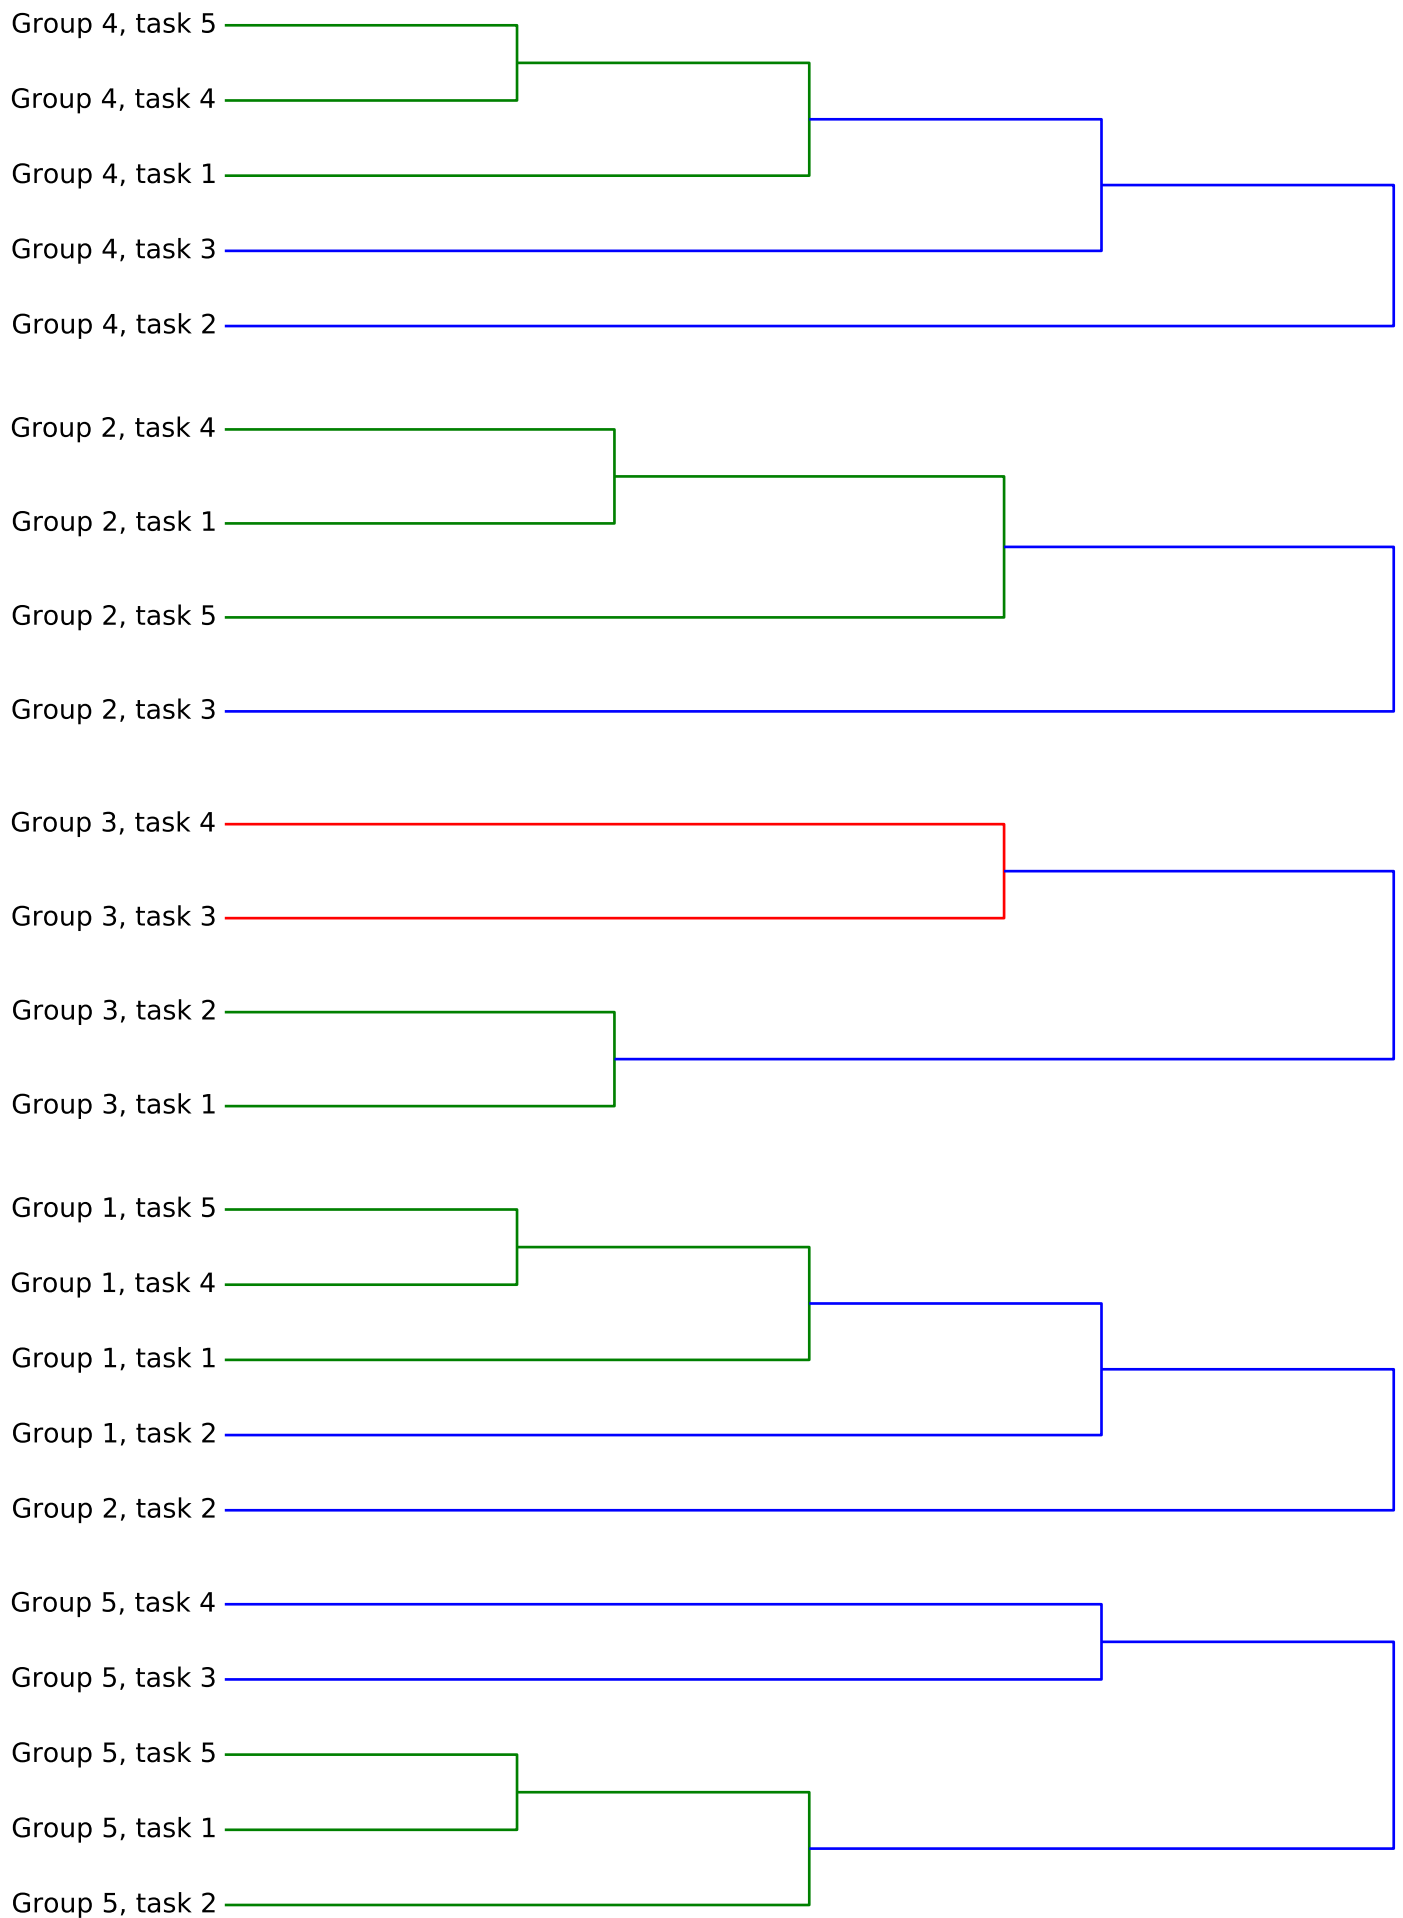 Group 4, task 5
Group 4, task 4
Group 4, task 1
Group 4, task 3
Group 4, task 2
Group 2, task 4
Group 2, task 1
Group 2, task 5
Group 2, task 3
Group 3, task 4
Group 3, task 3
Group 3, task 2
Group 3, task 1
Group 1, task 5
Group 1, task 4
Group 1, task 1
Group 1, task 2
Group 2, task 2
Group 5, task 4
Group 5, task 3
Group 5, task 5
Group 5, task 1
Group 5, task 2